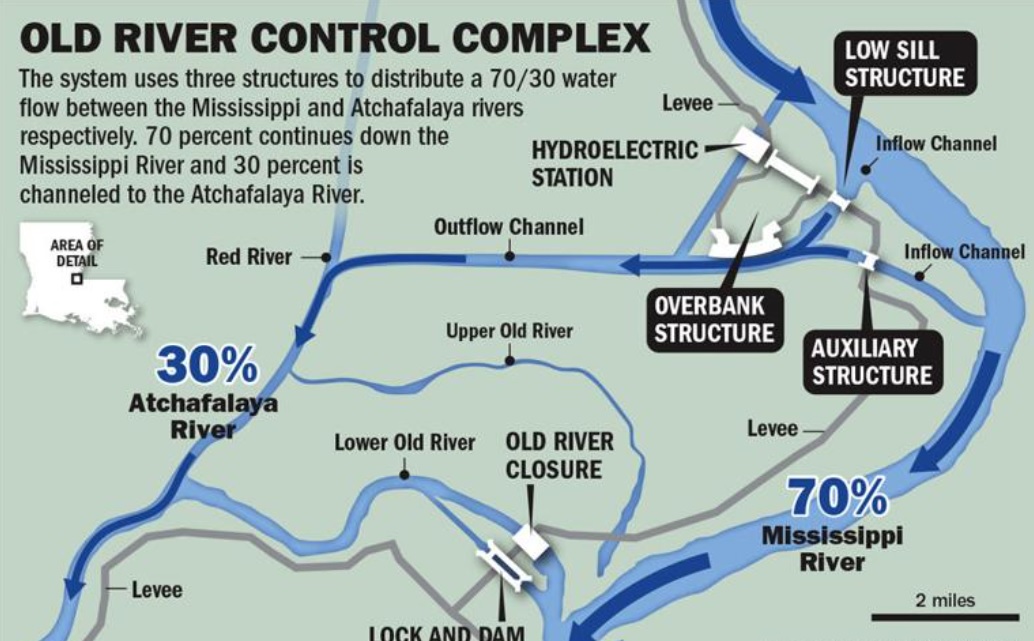 OLD RIVER CONTROL COMPLEX
The system uses three structures to distribute a 70/30 water
flow between the Mississippi and Atchafalaya rivers
respectively. 70 percent continues down the
Mississippi River and 30 percent is
channeled to the Atchafalaya River.
LOW SILL
STRUCTURE
Levee
HYDROELECTRIC
STATION
Inflow Channel
AREA OF
DETAIL
Red River
Outflow Channel
Inflow Channel
OVERBANK
STRUCTURE
AUXILIARY
STRUCTURE
Upper Old River
30%
Atchafalaya
River
Lower Old River
OLD RIVER
CLOSURE
Levee
70%
Mississippi
River
Levee
2 miles
LOCK AND DAM